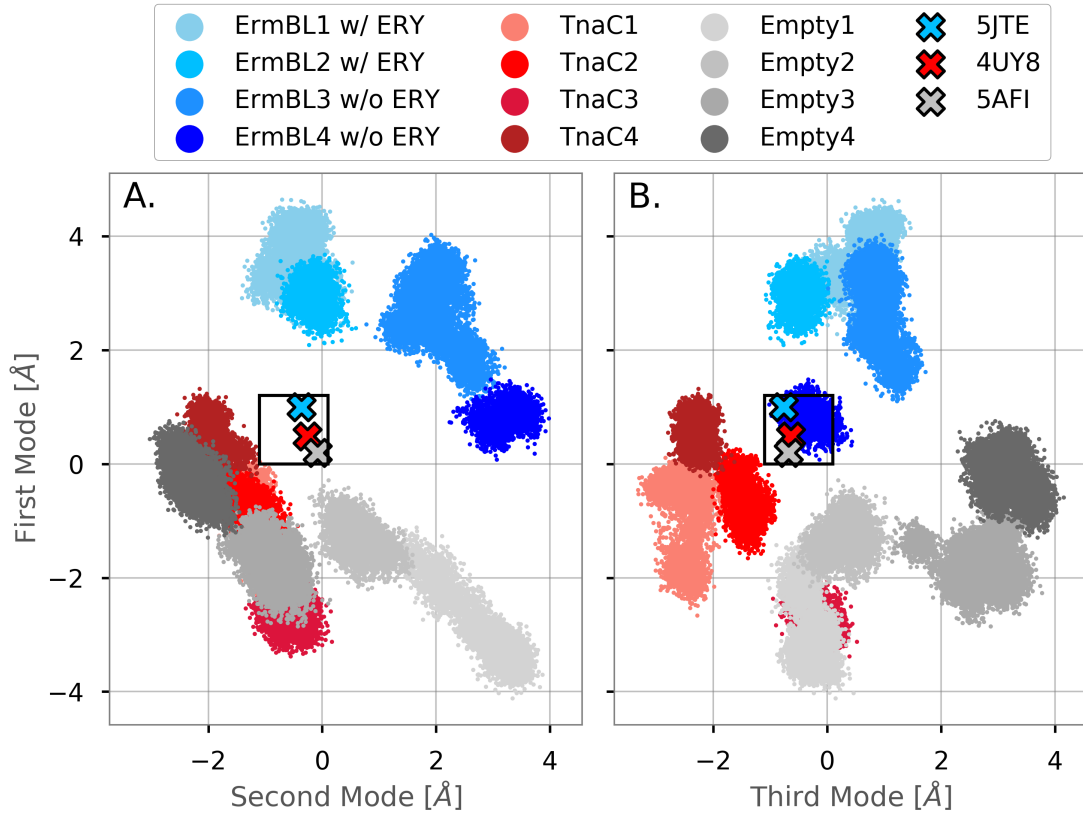 ErmBL1 w/ ERY TnaC1 Empty1 5JTE
ErmBL2 w/ ERY TnaC2 Empty2 4UY8
ErmBL3 w/o ERY TnaC3 Empty3 5AFI
ErmBL4 w/o ERY TnaC4 Empty4
A. B.
4
2
0
−2
−4
First Mode [Å]
−2 0 2 4 −2 0 2 4
Second Mode [Å] Third Mode [Å]